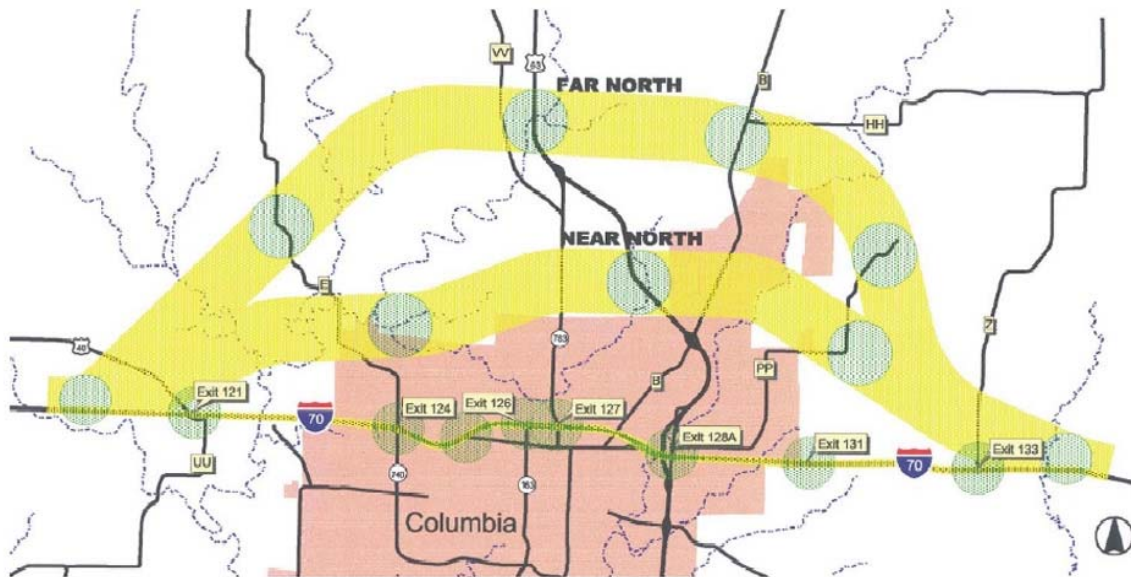 VV
63
B
FAR NORTH
HH
NEAR NORTH
E
40
763
Z
B
PP
Exit 121
70
Exit 124
Exit 126
Exit 127
Exit 128A
Exit 131
70
Exit 133
UU
740
163
Columbia